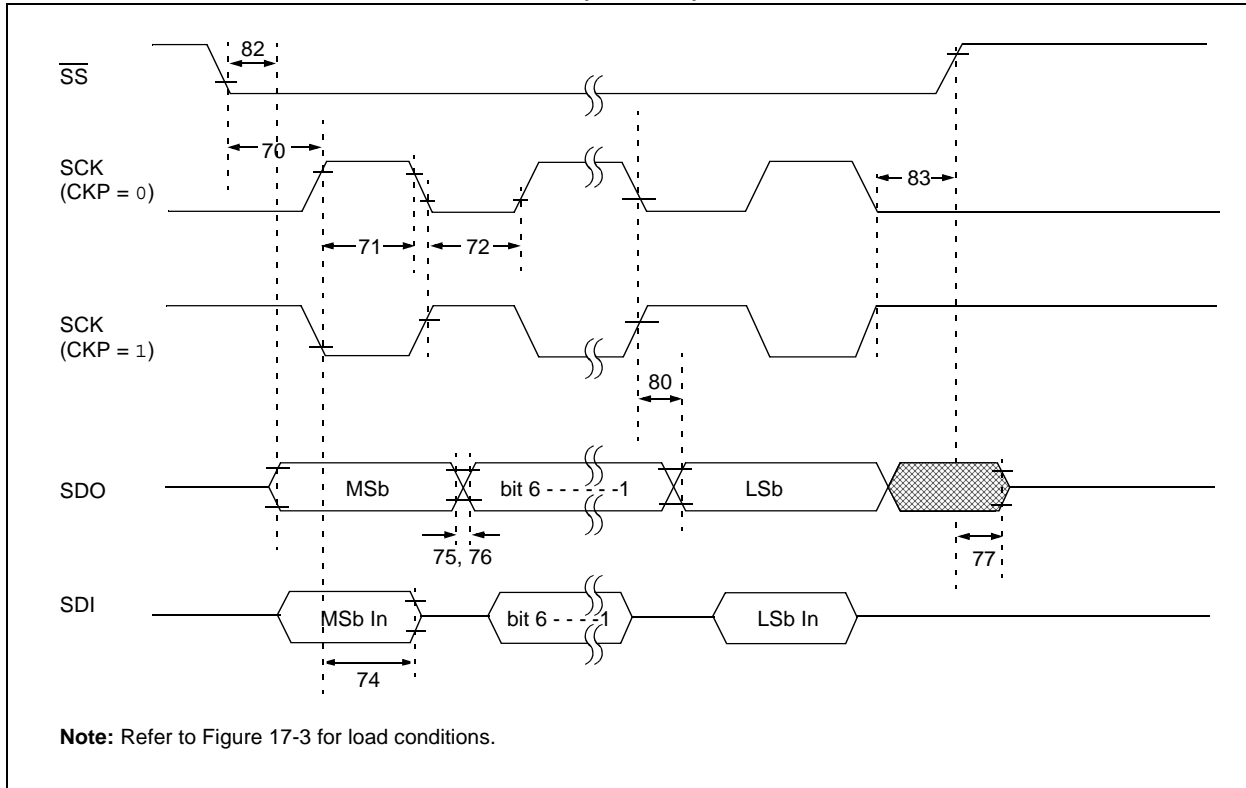 82
SS
70
SCK
(CKP = 0)
83
71
72
SCK
(CKP = 1)
80
SDO
MSb
bit 6 - - - - - -1
LSb
75, 76
77
SDI
MSb In
bit 6 - - - -1
LSb In
74
Note: Refer to Figure 17-3 for load conditions.